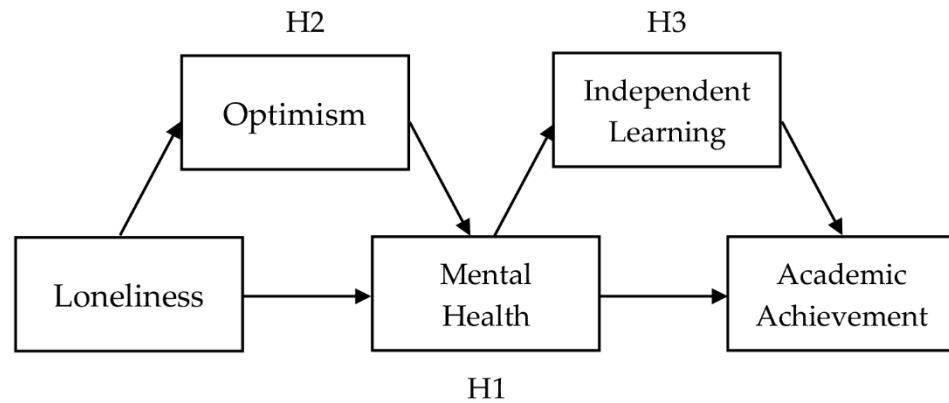 H2
H3
Optimism
Independent
Learning
Loneliness
Mental
Health
Academic
Achievement
H1